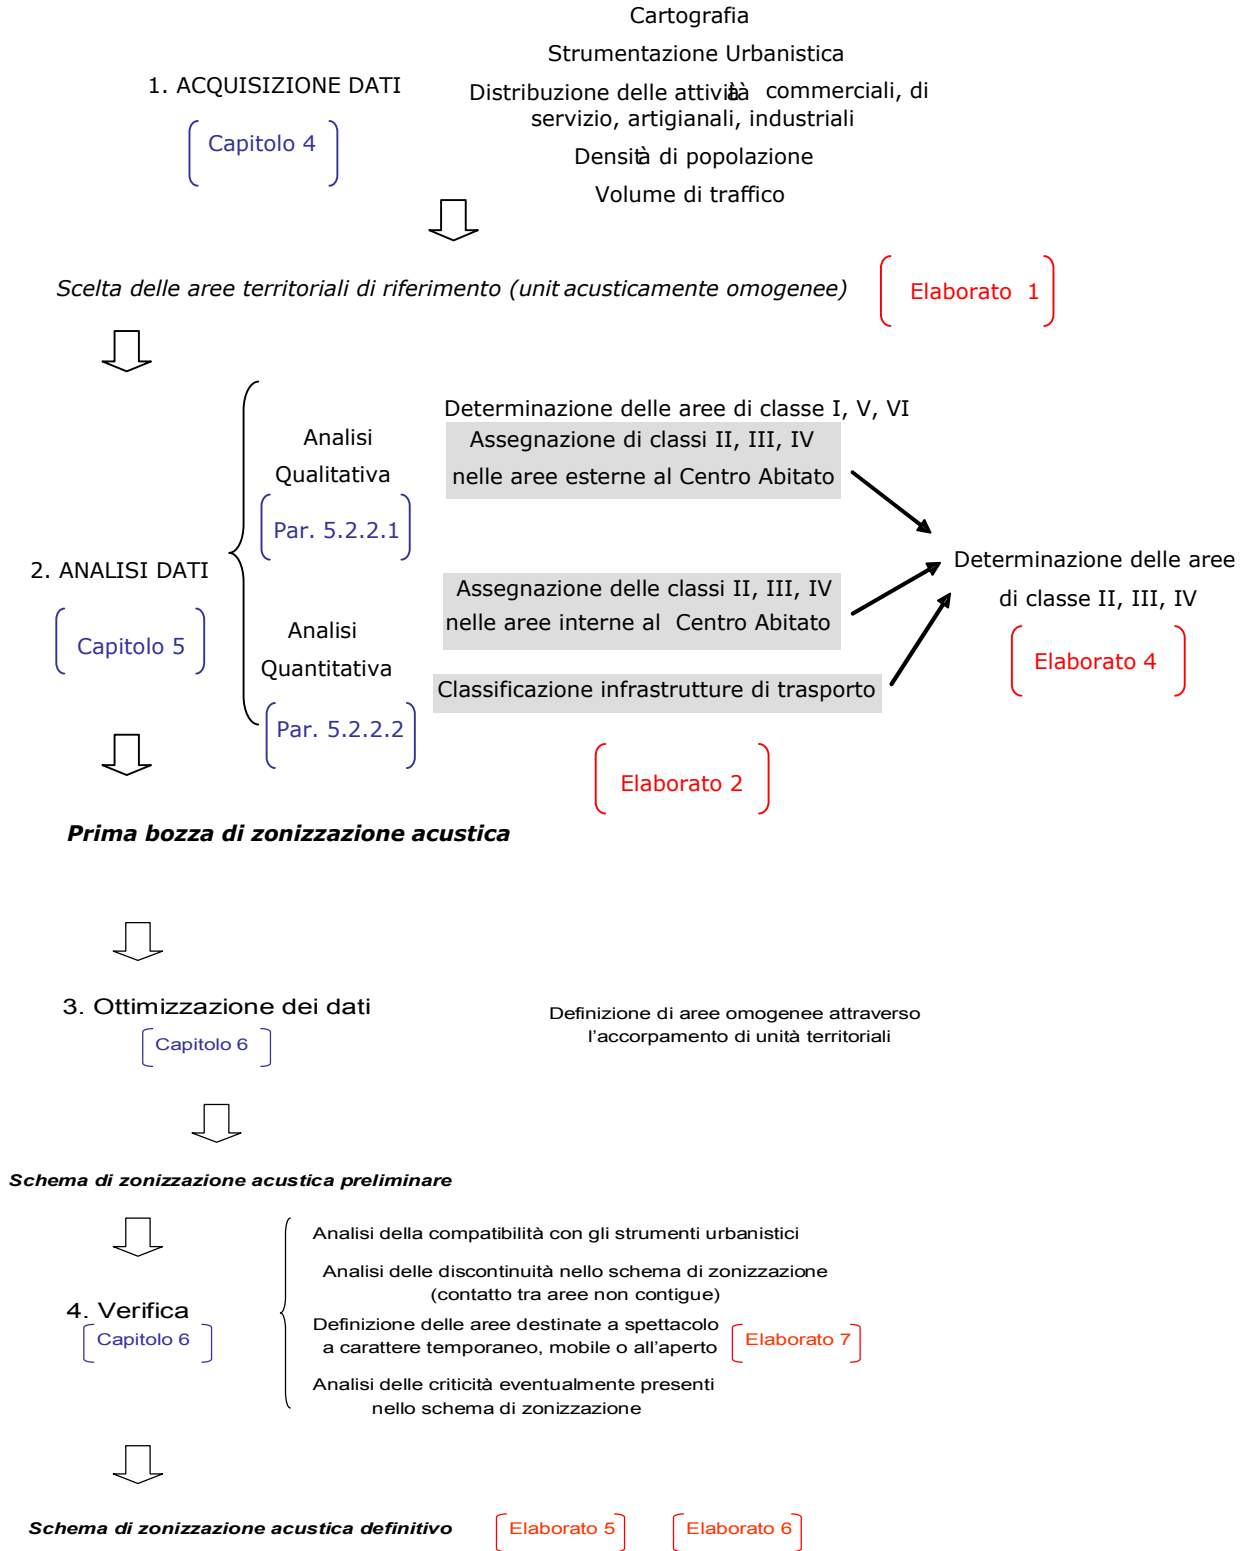 Cartografia
Strumentazione Urbanistica
1. ACQUISIZIONE DATI
Distribuzione delle attività commerciali, di
servizio, artigianali, industriali
Capitolo 4
Densità di popolazione
Volume di traffico
Scelta delle aree territoriali di riferimento (unit acusticamente omogenee)
Elaborato 1
Determinazione delle aree di classe I, V, VI
Analisi
Qualitativa
Assegnazione di classi II, III, IV
nelle aree esterne al Centro Abitato
Par. 5.2.2.1
2. ANALISI DATI
Capitolo 5
Assegnazione delle classi II, III, IV
nelle aree interne al Centro Abitato
Determinazione delle aree
di classe II, III, IV
Elaborato 4
Analisi
Quantitativa
Classificazione infrastrutture di trasporto
Par. 5.2.2.2
Elaborato 2
Prima bozza di zonizzazione acustica
3. Ottimizzazione dei dati
Capitolo 6
Definizione di aree omogenee attraverso
l'accorpamento di unità territoriali
Schema di zonizzazione acustica preliminare
Analisi della compatibilità con gli strumenti urbanistici
Analisi delle discontinuità nello schema di zonizzazione
(contatto tra aree non contigue)
4. Verifica
Capitolo 6
Definizione delle aree destinate a spettacolo
a carattere temporaneo, mobile o all'aperto
Elaborato 7
Analisi delle criticità eventualmente presenti
nello schema di zonizzazione
Schema di zonizzazione acustica definitivo
Elaborato 5
Elaborato 6